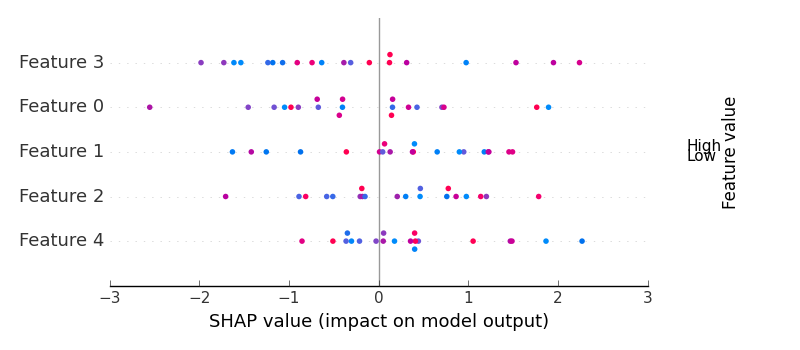 Feature 3
Feature 0
Feature 1
Feature 2
Feature 4
High
Low
Feature value
−3 −2 −1 0 1 2 3
SHAP value (impact on model output)